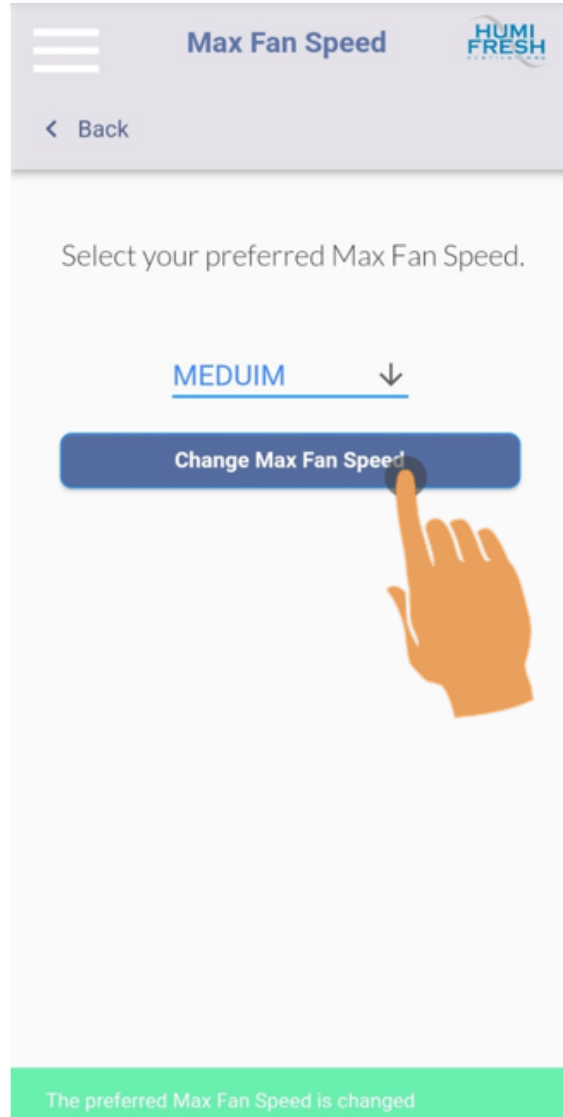 Max Fan Speed
HUMI
FRESH
< Back
Select your preferred Max Fan Speed.
MEDUIM
Change Max Fan Speed
The preferred Max Fan Speed is changed